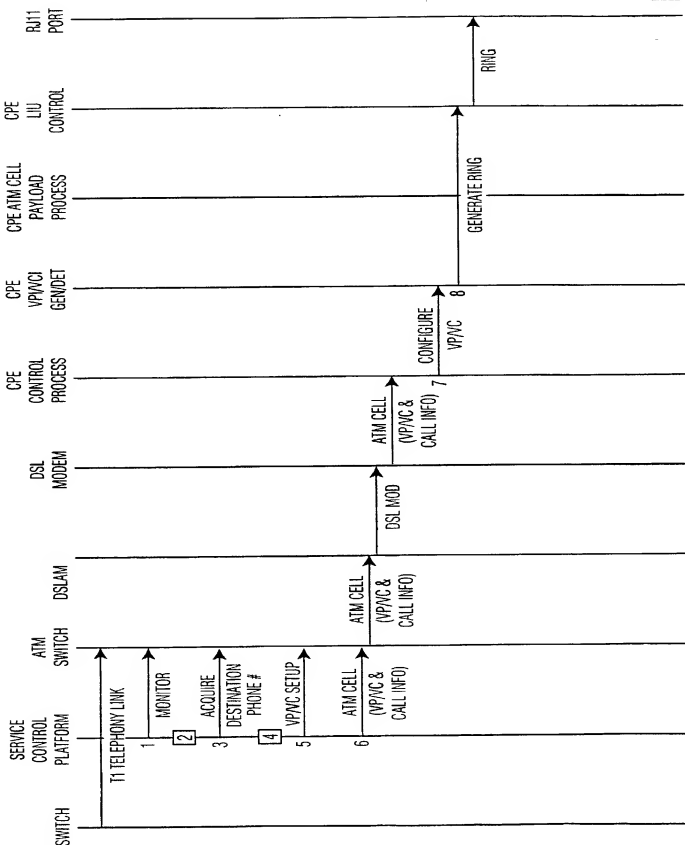 SWITCH
SERVICE
CONTROL
PLATFORM
ATM
SWITCH
DSLAM
DSL
MODEM
CPE
CONTROL
PROCESS
CPE
VPI/VCI
GEN/DET
CPE ATM CELL
PAYLOAD
PROCESS
CPE
LIU
CONTROL
RJ11
PORT
T1 TELEPHONY LINK
1
MONITOR
2
3
ACQUIRE
DESTINATION
PHONE #
4
5
VP/VC SETUP
6
ATM CELL
(VP/VC &
CALL INFO)
ATM CELL
(VP/VC &
CALL INFO)
DSL MOD
ATM CELL
(VP/VC &
CALL INFO)
7
CONFIGURE
VP/VC
8
GENERATE RING
RING